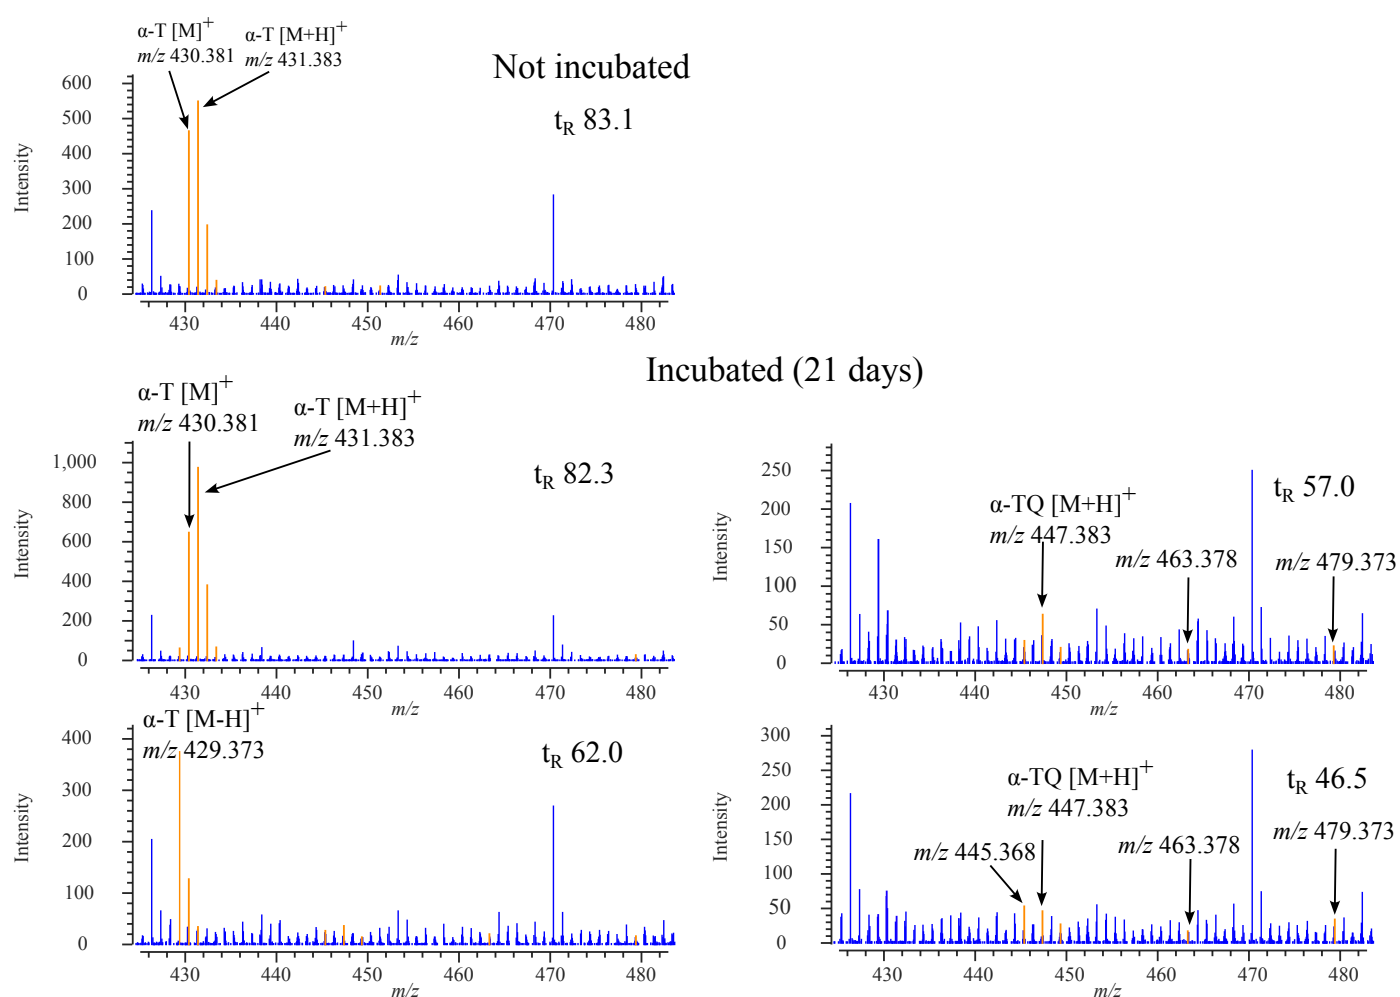 α-T [M]⁺
m/z 430.381
α-T [M+H]⁺
m/z 431.383
Not incubated
tR 83.1
Intensity
600
500
400
300
200
100
0
430 440 450 460 470 480
m/z
Incubated (21 days)
α-T [M]⁺
m/z 430.381
α-T [M+H]⁺
m/z 431.383
tR 82.3
Intensity
1,000
800
600
400
200
0
430 440 450 460 470 480
m/z
α-TQ [M+H]⁺
m/z 447.383
m/z 463.378
m/z 479.373
tR 57.0
Intensity
250
200
150
100
50
0
430 440 450 460 470 480
m/z
α-T [M-H]⁺
m/z 429.373
tR 62.0
Intensity
400
300
200
100
0
430 440 450 460 470 480
m/z
α-TQ [M+H]⁺
m/z 447.383
m/z 445.368
m/z 463.378
m/z 479.373
tR 46.5
Intensity
300
250
200
150
100
50
0
430 440 450 460 470 480
m/z